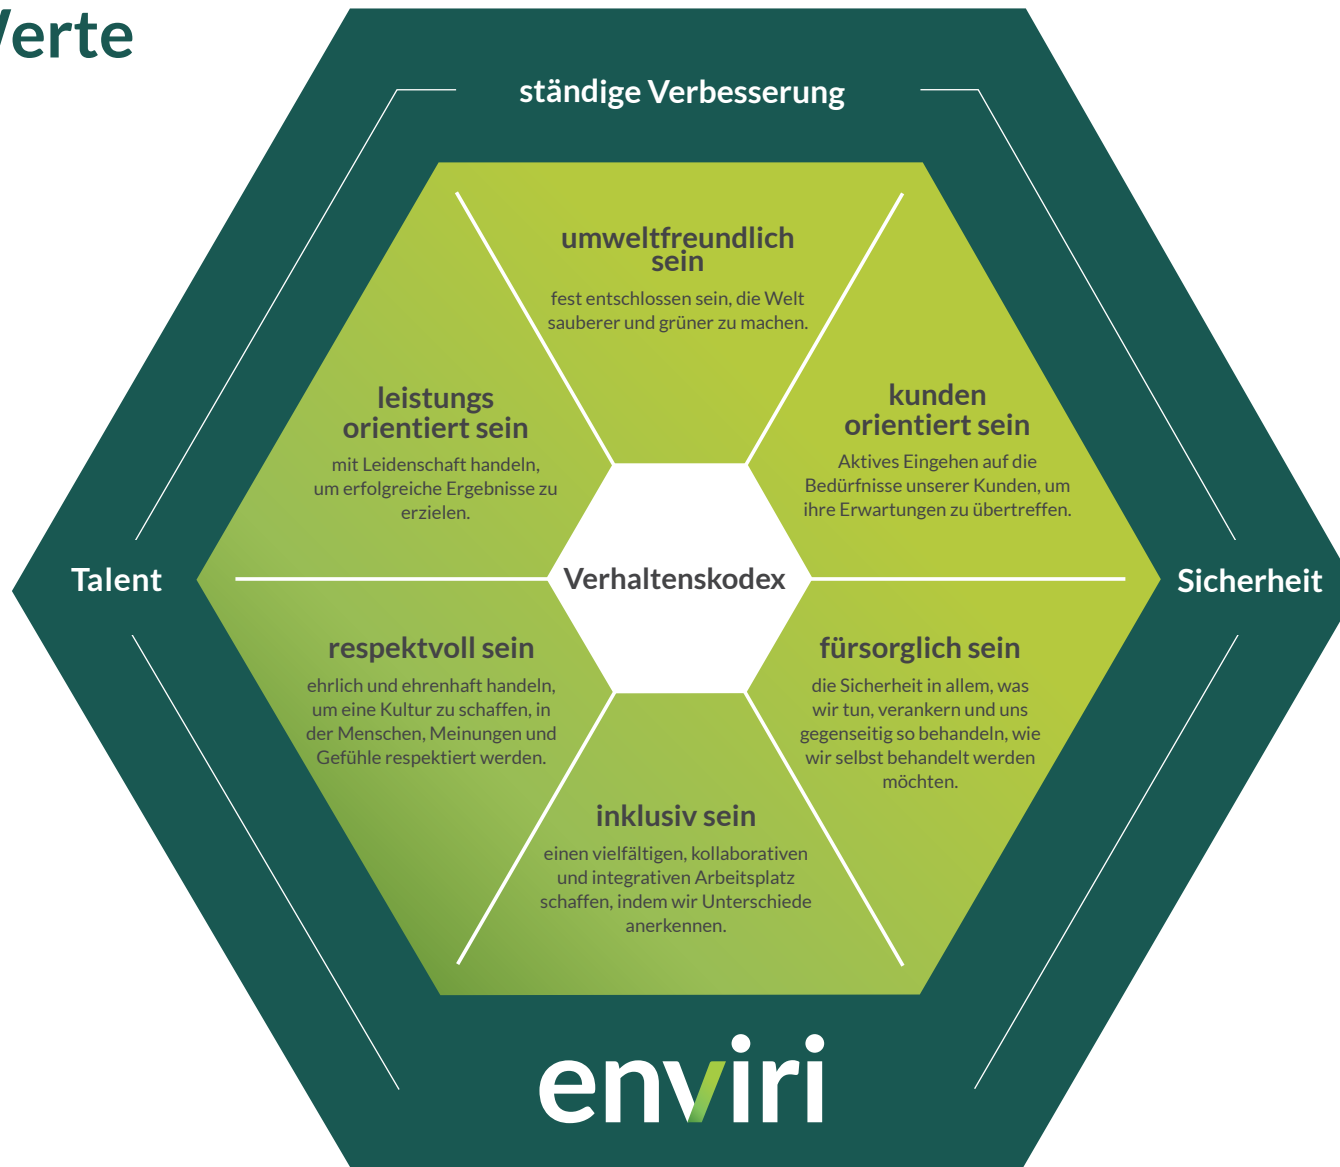 Werte
ständige Verbesserung
umweltfreundlich
sein
fest entschlossen sein, die Welt
sauberer und grüner zu machen.
leistungs
orientiert sein
mit Leidenschaft handeln,
um erfolgreiche Ergebnisse zu
erzielen.
kunden
orientiert sein
Aktives Eingehen auf die
Bedürfnisse unserer Kunden, um
ihre Erwartungen zu übertreffen.
Talent
Verhaltenskodex
Sicherheit
respektvoll sein
ehrlich und ehrenhaft handeln,
um eine Kultur zu schaffen, in
der Menschen, Meinungen und
Gefühle respektiert werden.
fürsorglich sein
die Sicherheit in allem, was
wir tun, verankern und uns
gegenseitig so behandeln, wie
wir selbst behandelt werden
möchten.
inklusiv sein
einen vielfältigen, kollaborativen
und integrativen Arbeitsplatz
schaffen, indem wir Unterschiede
anerkennen.
enviri